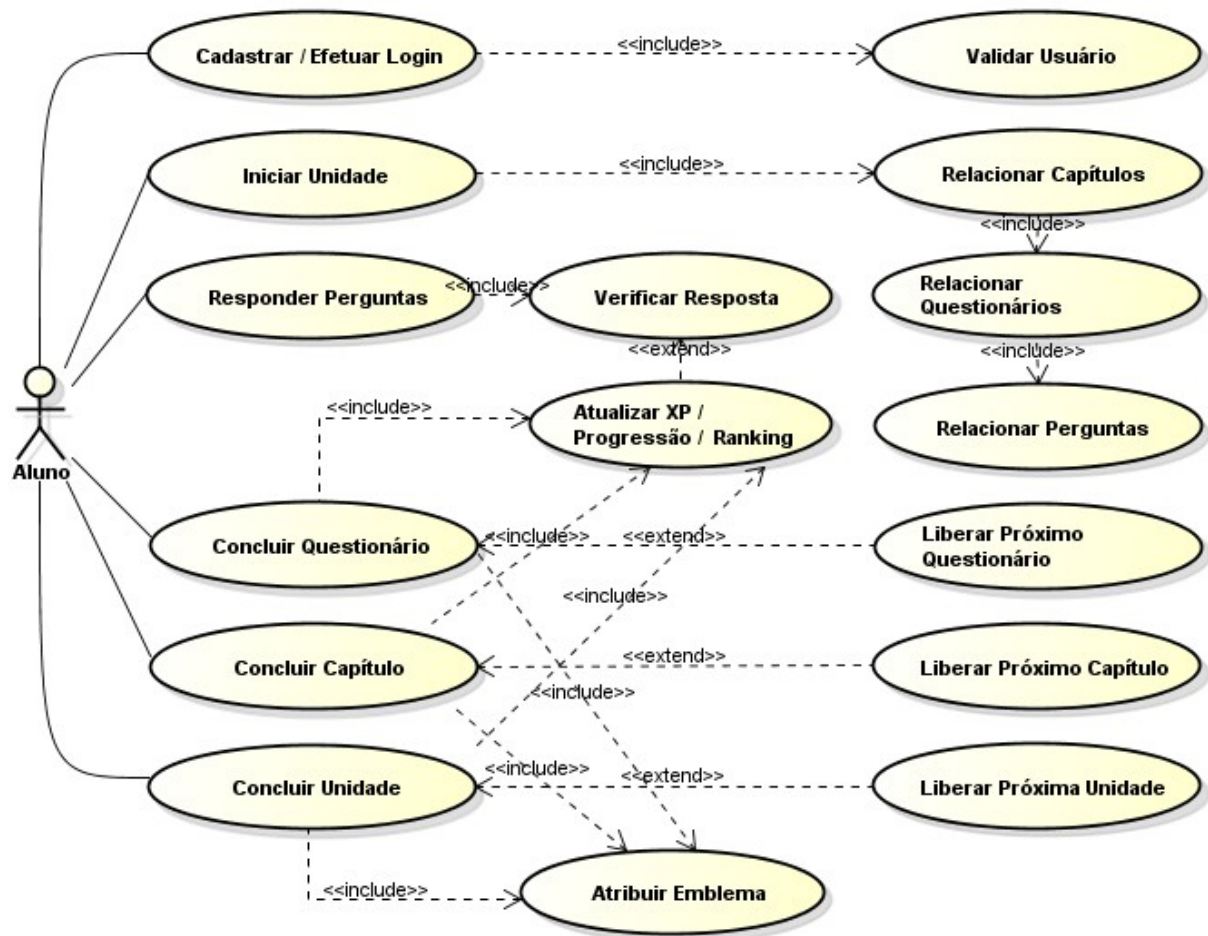 Cadastrar / Efetuar Login
<<include>>
Validar Usuário
Iniciar Unidade
<<include>>
Relacionar Capítulos
<<include>>
Responder Perguntas
<<include>>
Verificar Resposta
Relacionar
Questionários
<<extend>>
<<include>>
Aluno
<<include>>
Atualizar XP /
Progressão / Ranking
Relacionar Perguntas
Concluir Questionário
<<include>>
<<extend>>
Liberar Próximo
Questionário
<<include>>
Concluir Capítulo
<<extend>>
Liberar Próximo Capítulo
<<include>>
Concluir Unidade
<<include>>
<<extend>>
Liberar Próxima Unidade
<<include>>
Atribuir Emblema